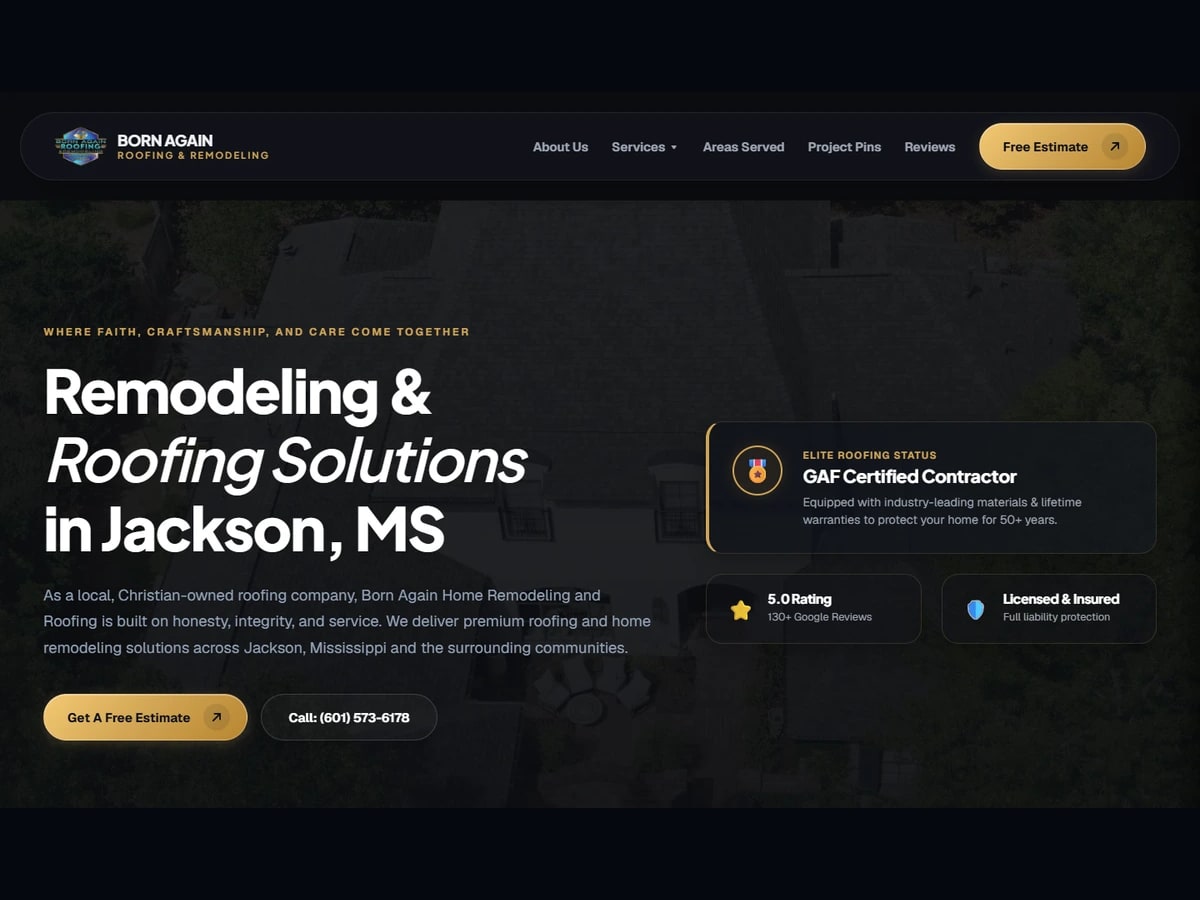 BORN AGAIN
ROOFING
BORN AGAIN
ROOFING & REMODELING
About Us
Services
Areas Served
Project Pins
Reviews
Free Estimate
WHERE FAITH, CRAFTSMANSHIP, AND CARE COME TOGETHER
Remodeling &
Roofing Solutions
in Jackson, MS
As a local, Christian-owned roofing company, Born Again Home Remodeling and
Roofing is built on honesty, integrity, and service. We deliver premium roofing and home
remodeling solutions across Jackson, Mississippi and the surrounding communities.
Get A Free Estimate
Call: (601) 573-6178
ELITE ROOFING STATUS
GAF Certified Contractor
Equipped with industry-leading materials & lifetime
warranties to protect your home for 50+ years.
5.0 Rating
130+ Google Reviews
Licensed & Insured
Full liability protection